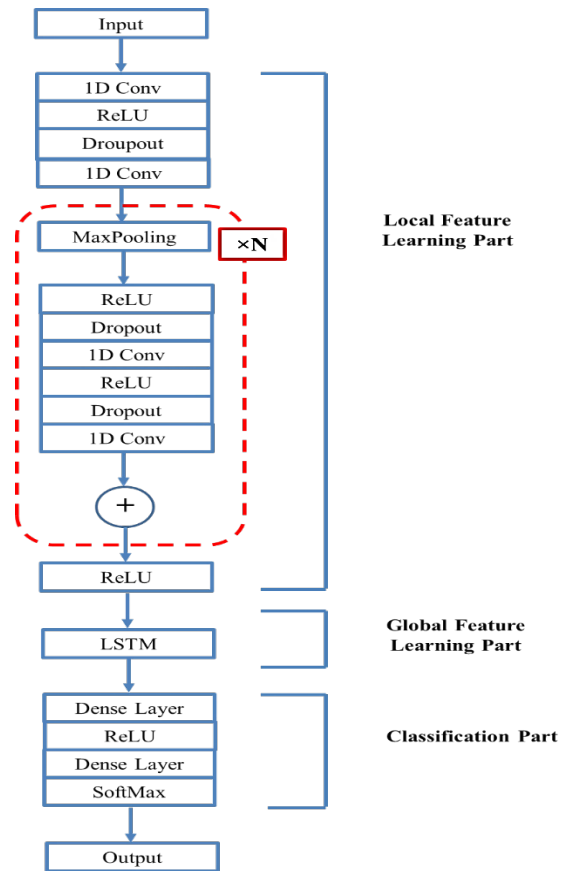 Input
1D Conv
ReLU
Droupout
1D Conv
MaxPooling
×N
ReLU
Dropout
1D Conv
ReLU
Dropout
1D Conv
+
ReLU
Local Feature
Learning Part
LSTM
Global Feature
Learning Part
Dense Layer
ReLU
Dense Layer
SoftMax
Classification Part
Output